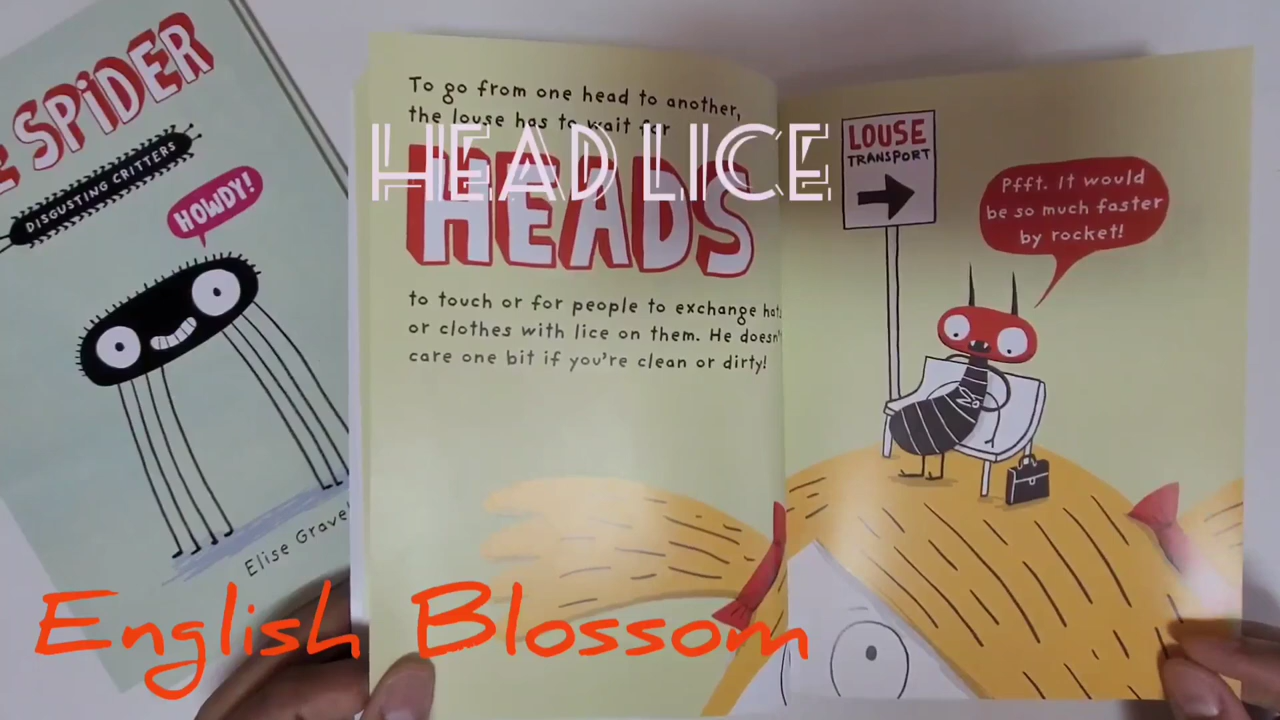 SPIDER
DISGUSTING CRITTERS
HOWDY!
Elise
To go from one head to another,
the louse has to wait for
HEADS
to touch or for people to exchange
or clothes with lice on them. He
care one bit if you're clean or dirty!
LOUSE
TRANSPORT
Pfft. It would
be so much faster
by rocket!
HEAD LICE
English Blossom